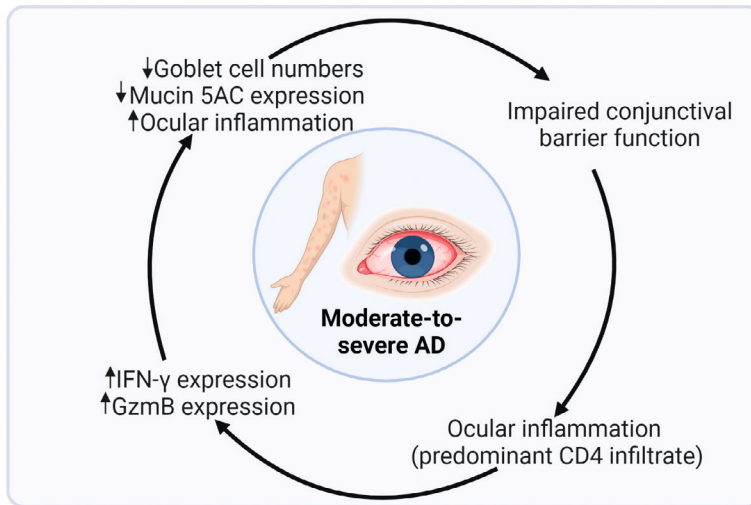 ↓Goblet cell numbers
↓Mucin 5AC expression
↑Ocular inflammation
Impaired conjunctival
barrier function
Moderate-to-
severe AD
↑IFN-γ expression
↑GzmB expression
Ocular inflammation
(predominant CD4 infiltrate)